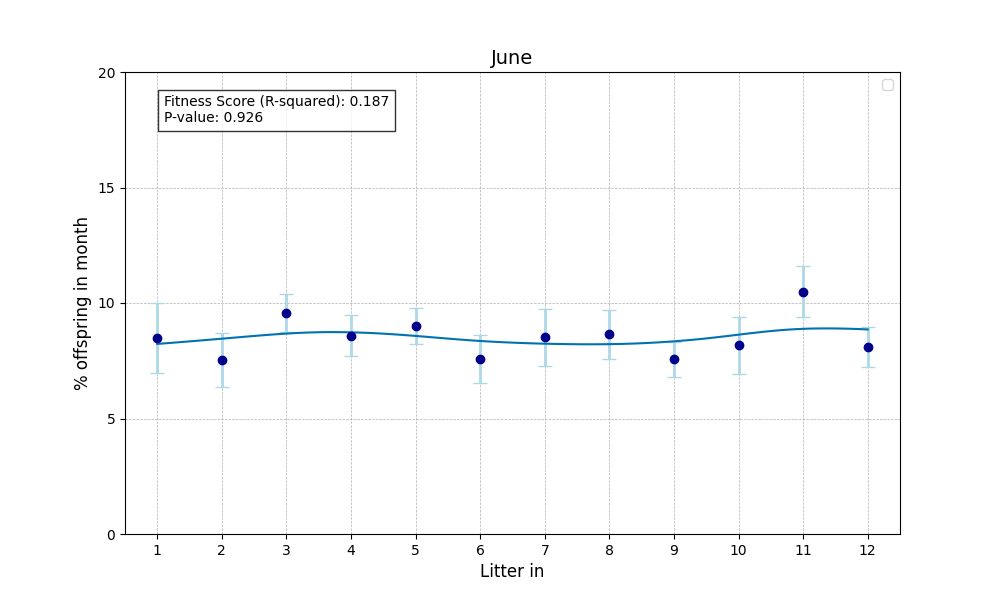 June
Fitness Score (R-squared): 0.187
P-value: 0.926
% offspring in month
20
15
10
5
0
1 2 3 4 5 6 7 8 9 10 11 12
Litter in